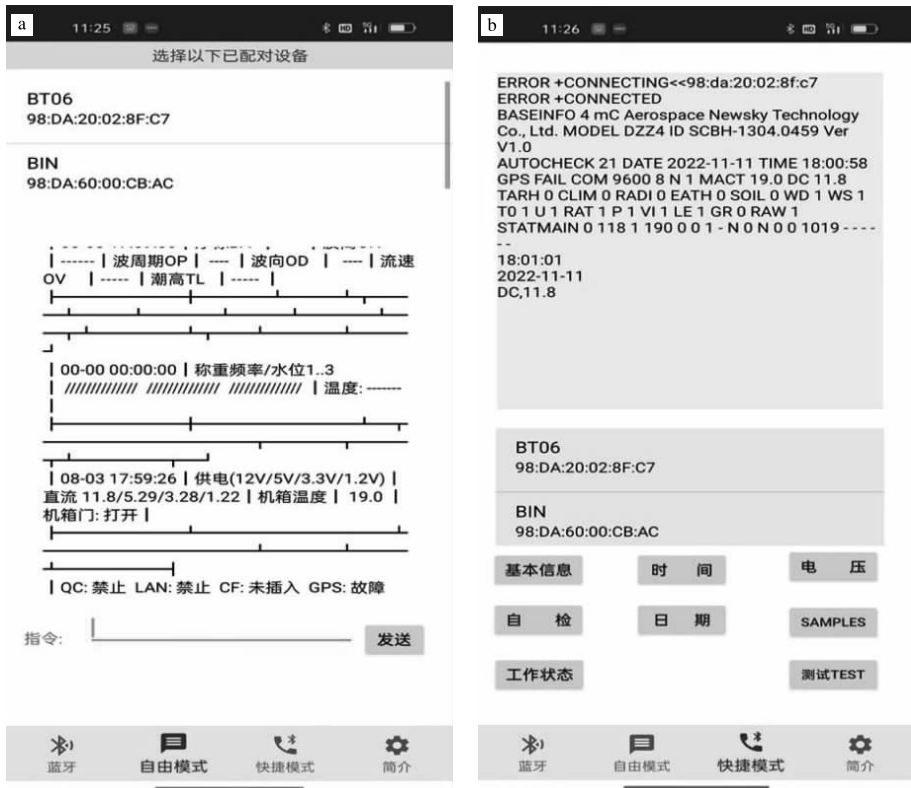 a
11:25
HD 5G
选择以下已配对设备
BT06
98:DA:20:02:8F:C7
BIN
98:DA:60:00:CB:AC
| ------ | 波周期OP | ---- | 波向OD | ---- | 流速
OV | ----- | 潮高TL | ----- |
| 00-00 00:00:00 | 称重频率/水位1..3
| ////////////// ////////////// ////////////// | 温度: -------
|
| 08-03 17:59:26 | 供电(12V/5V/3.3V/1.2V) |
直流 11.8/5.29/3.28/1.22 | 机箱温度 | 19.0 |
机箱门: 打开 |
| QC: 禁止 LAN: 禁止 CF: 未插入 GPS: 故障
指令:
发送
蓝牙
自由模式
快捷模式
简介
b
11:26
HD 5G
ERROR +CONNECTING<<98:da:20:02:8f:c7
ERROR +CONNECTED
BASEINFO 4 mC Aerospace Newsky Technology
Co., Ltd. MODEL DZZ4 ID SCBH-1304.0459 Ver
V1.0
AUTOCHECK 21 DATE 2022-11-11 TIME 18:00:58
GPS FAIL COM 9600 8 N 1 MACT 19.0 DC 11.8
TARH 0 CLIM 0 RADI 0 EATH 0 SOIL 0 WD 1 WS 1
T0 1 U 1 RAT 1 P 1 VI 1 LE 1 GR 0 RAW 1
STATMAIN 0 118 1 190 0 0 1 - N 0 N 0 0 1019 - - - -
- -
18:01:01
2022-11-11
DC,11.8
BT06
98:DA:20:02:8F:C7
BIN
98:DA:60:00:CB:AC
基本信息
时 间
电 压
自 检
日 期
SAMPLES
工作状态
测试TEST
蓝牙
自由模式
快捷模式
简介